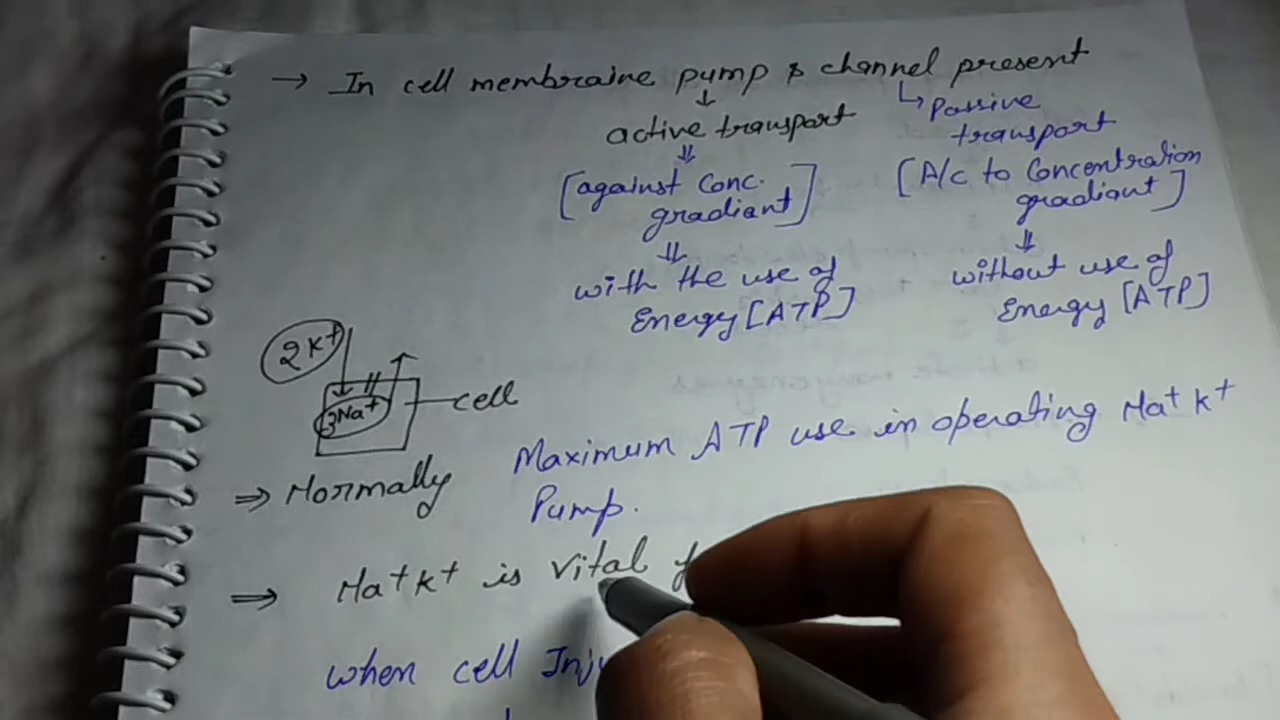 → In cell membraine pump & channel present
↓
active transport
⇓
[against Conc.
gradiant]
⇓
with the use of
Energy [ATP]
↳ Passive
transport
[A/c to Concentration
gradiant]
⇓
without use of
Energy [ATP]
2K+
3Na+
cell
⇒ Normally Maximum ATP use in operating Na+ K+
Pump.
⇒ Na+ K+ is vital
when cell